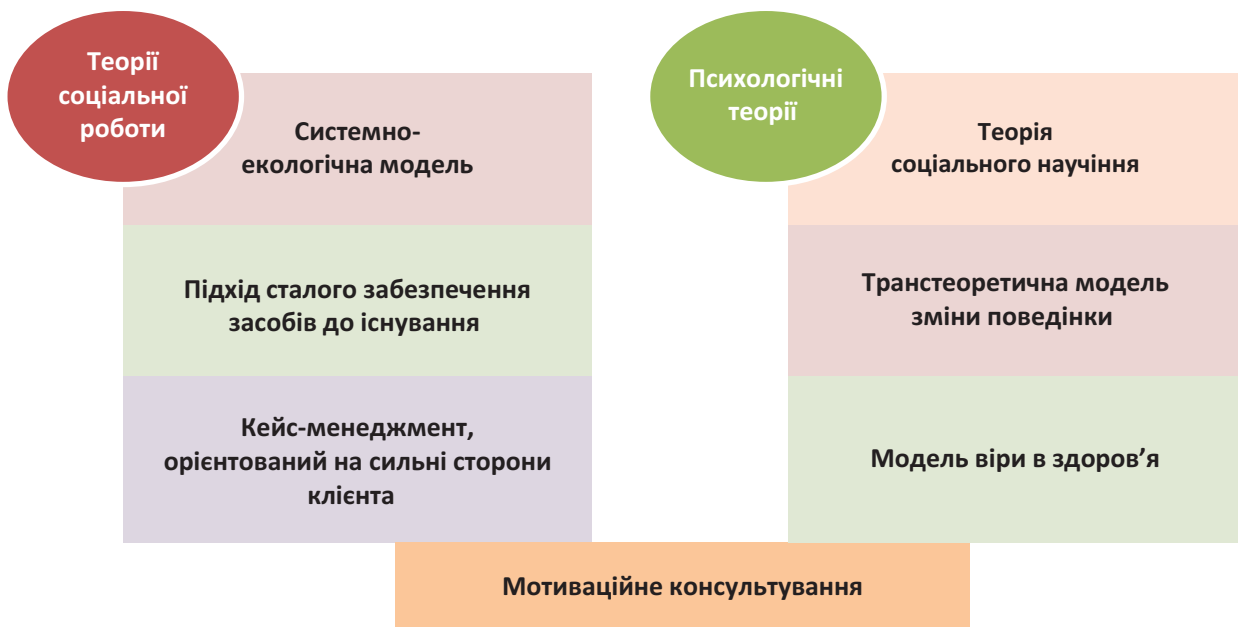 Теорії
соціальної
роботи
Системно-
екологічна модель
Підхід сталого забезпечення
засобів до існування
Кейс-менеджмент,
орієнтований на сильні сторони
клієнта
Психологічні
теорії
Теорія
соціального научіння
Транстеоретична модель
зміни поведінки
Модель віри в здоров’я
Мотиваційне консультування